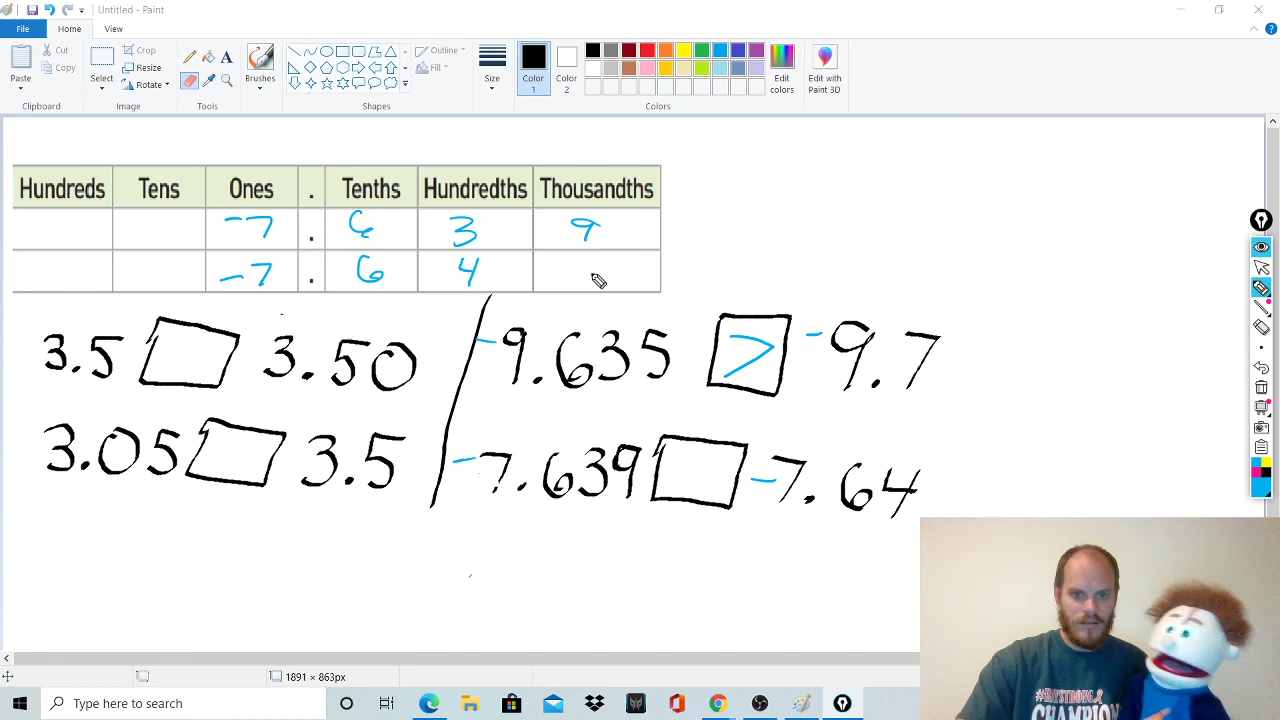 Untitled - Paint
File Home View
Cut
Crop
Paste
Copy
Select
Resize
Rotate
Brushes
Outline
Fill
Size
Color 1
Color 2
Edit colors
Edit with Paint 3D
Clipboard Image Tools Shapes Colors
Hundreds Tens Ones . Tenths Hundredths Thousandths
-7 . 6 3 9
-7 . 6 4
3.5 3.50 -9.635 > -9.7
3.05 3.5 -7.639 -7.64
1891 × 863px
#BESTRONG
CHAMPION
Type here to search